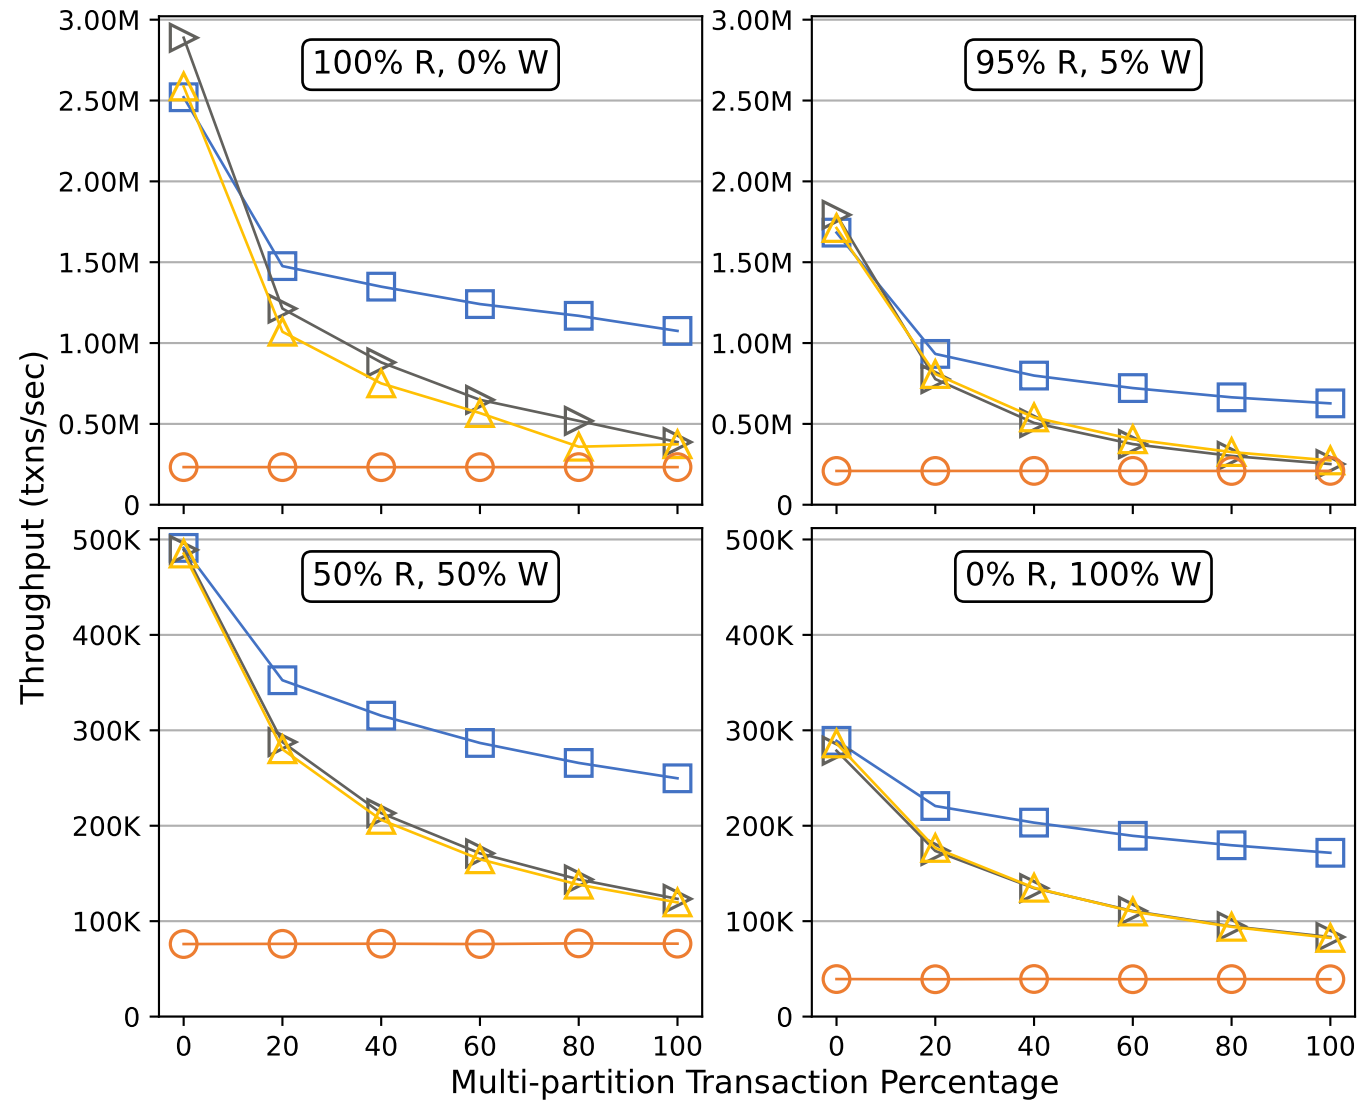 Throughput (txns/sec)
3.00M
2.50M
2.00M
1.50M
1.00M
0.50M
0
100% R, 0% W
3.00M
2.50M
2.00M
1.50M
1.00M
0.50M
0
95% R, 5% W
500K
400K
300K
200K
100K
0
50% R, 50% W
0 20 40 60 80 100
500K
400K
300K
200K
100K
0
0% R, 100% W
0 20 40 60 80 100
Multi-partition Transaction Percentage